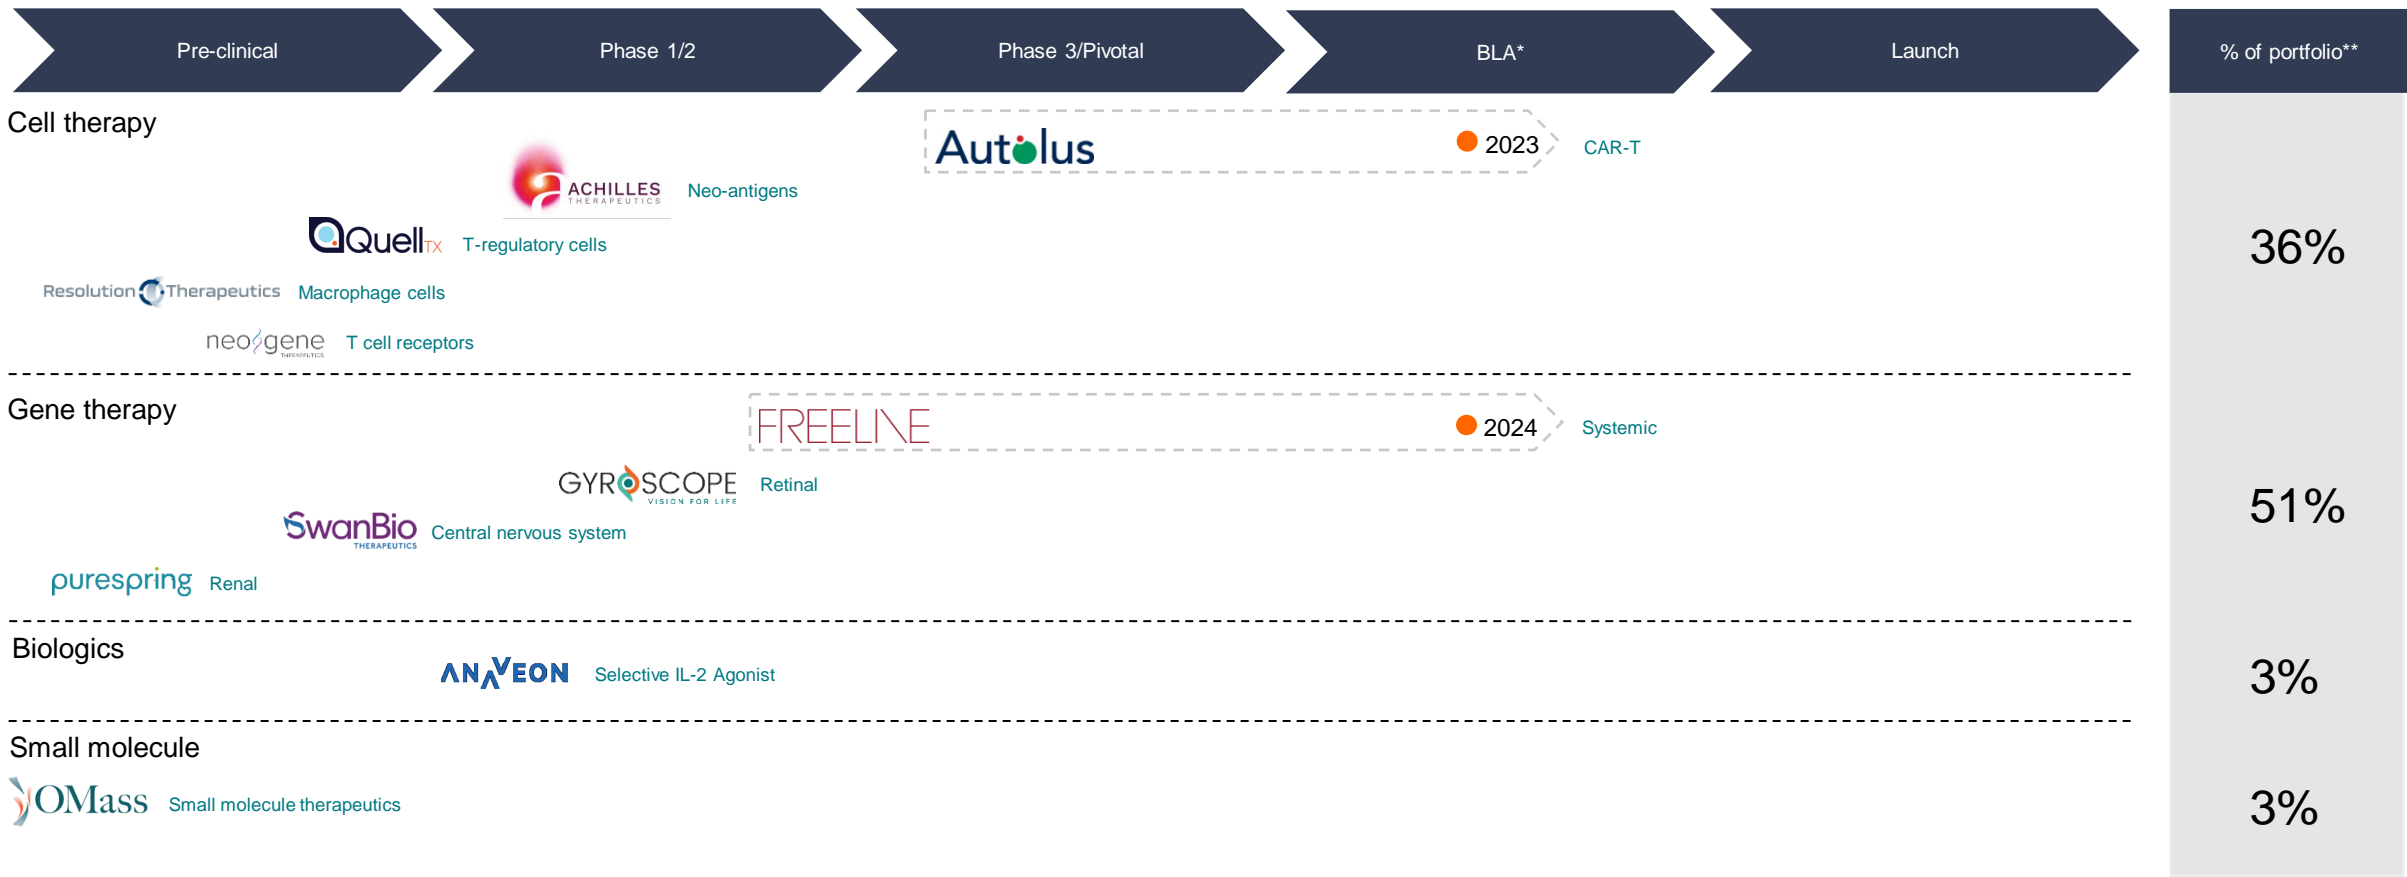 Pre-clinical
Phase 1/2
Phase 3/Pivotal
BLA*
Launch
% of portfolio**
Cell therapy
Autolus
2023
CAR-T
ACHILLES
THERAPEUTICS
Neo-antigens
QuellTX
T-regulatory cells
36%
Resolution Therapeutics
Macrophage cells
neogene
THERAPEUTICS
T cell receptors
Gene therapy
FREELINE
2024
Systemic
GYROSCOPE
VISION FOR LIFE
Retinal
51%
SwanBio
THERAPEUTICS
Central nervous system
purespring
Renal
Biologics
ANAVEON
Selective IL-2 Agonist
3%
Small molecule
OMass
Small molecule therapeutics
3%